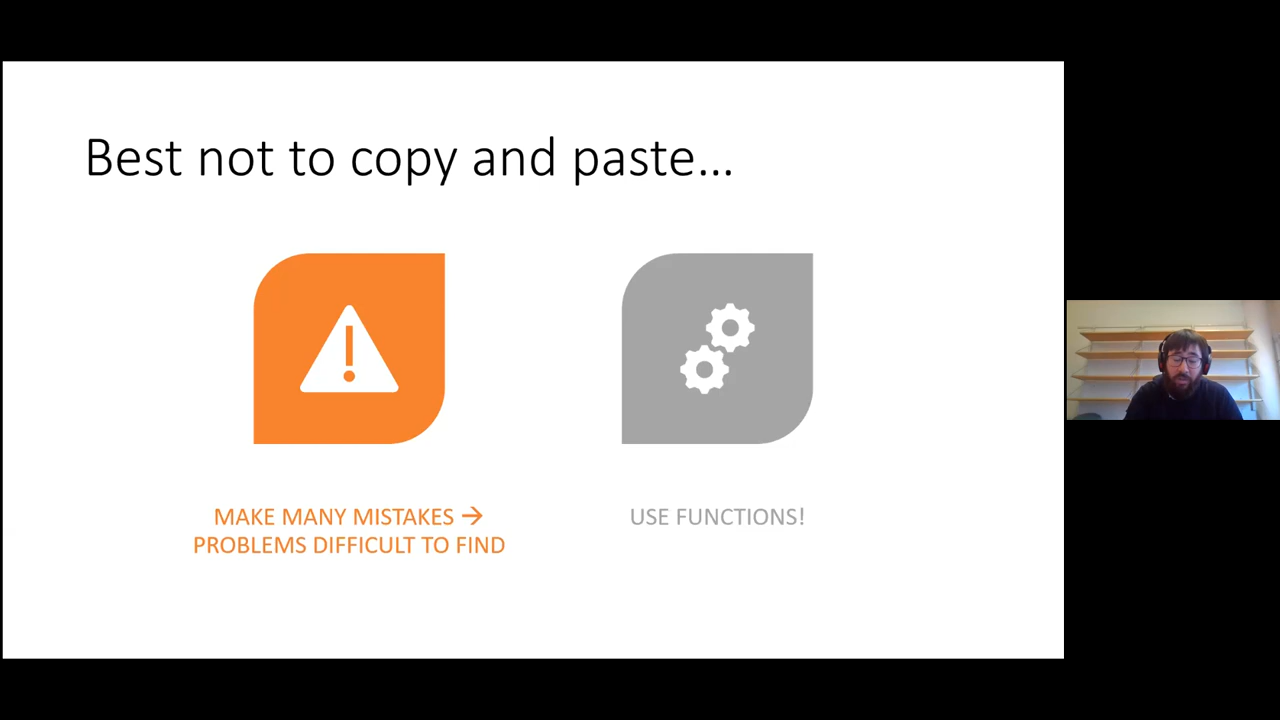 Best not to copy and paste…
MAKE MANY MISTAKES →
PROBLEMS DIFFICULT TO FIND
USE FUNCTIONS!